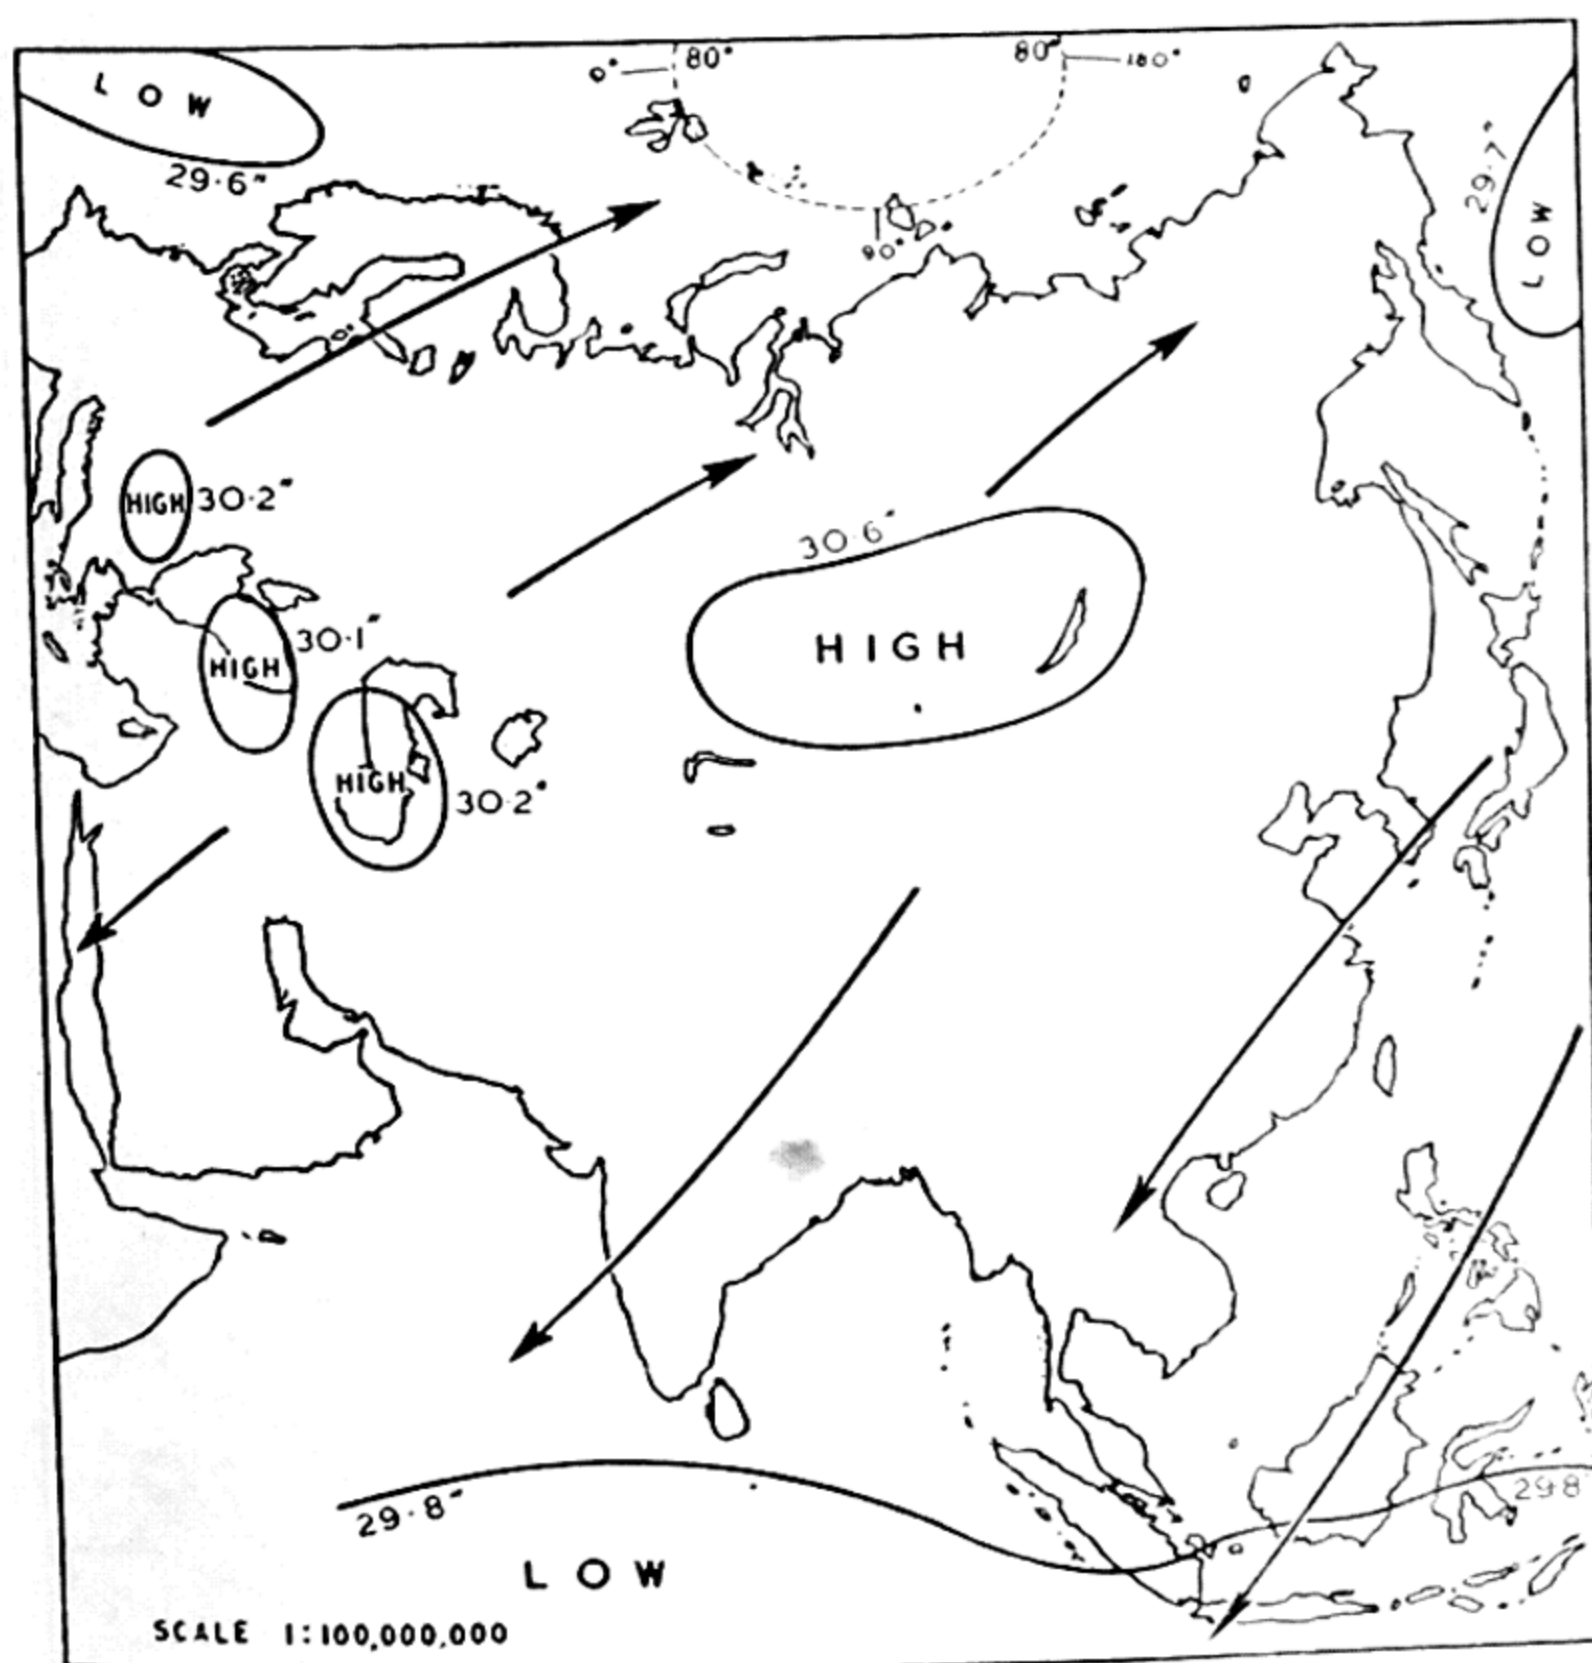 0° 80° 80° 180°
LOW
29.6"
29.7"
LOW
90°
HIGH 30.2"
30.6"
HIGH
30.1"
HIGH
HIGH
30.2"
29.8"
29.8
LOW
SCALE 1:100,000,000